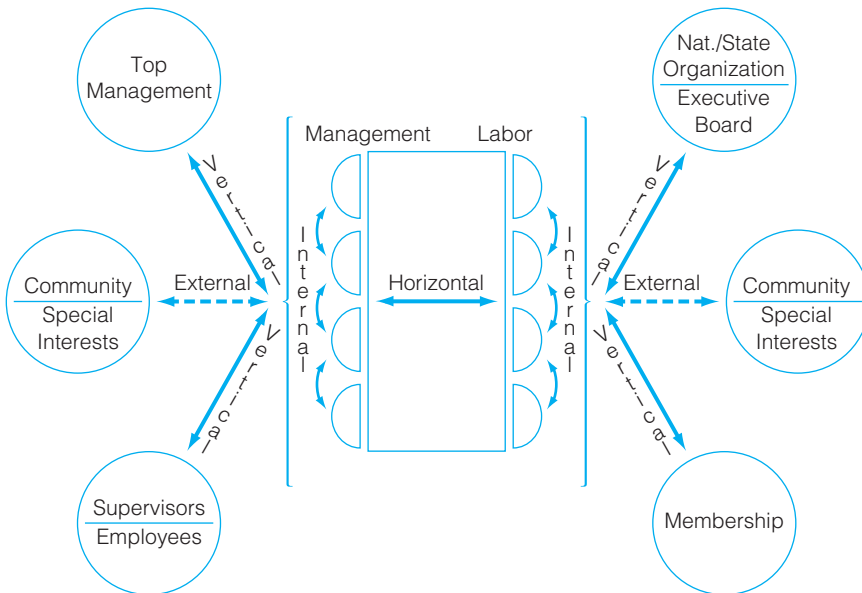 Top
Management
Nat./State
Organization
Executive
Board
Management
Labor
Vertical
Vertical
Internal
Internal
Community
Special
Interests
External
Horizontal
External
Community
Special
Interests
Vertical
Vertical
Supervisors
Employees
Membership